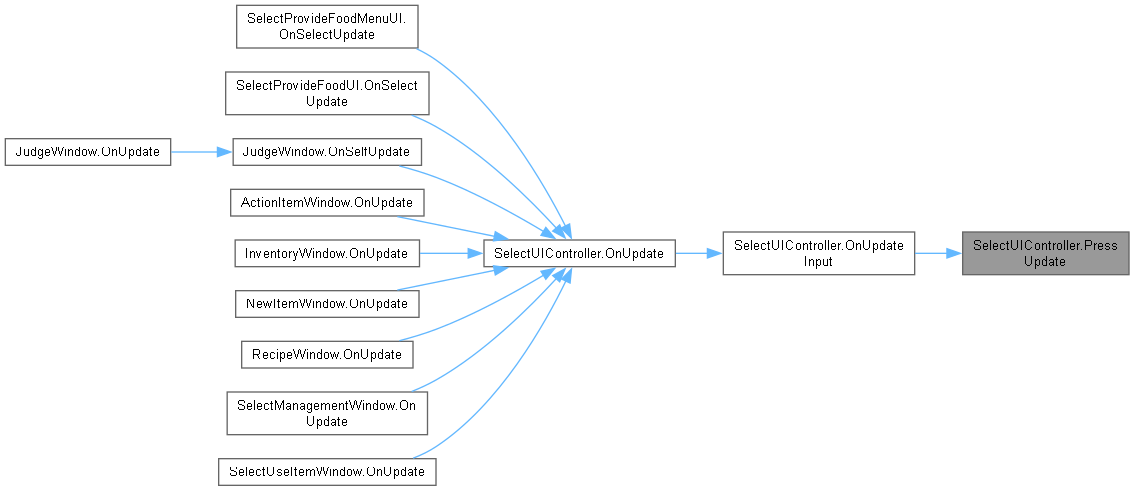 SelectProvideFoodMenuUI.
OnSelectUpdate
SelectProvideFoodUI.OnSelect
Update
JudgeWindow.OnUpdate
JudgeWindow.OnSelfUpdate
ActionItemWindow.OnUpdate
InventoryWindow.OnUpdate
SelectUIController.OnUpdate
SelectUIController.OnUpdate
Input
SelectUIController.Press
Update
NewItemWindow.OnUpdate
RecipeWindow.OnUpdate
SelectManagementWindow.On
Update
SelectUseItemWindow.OnUpdate